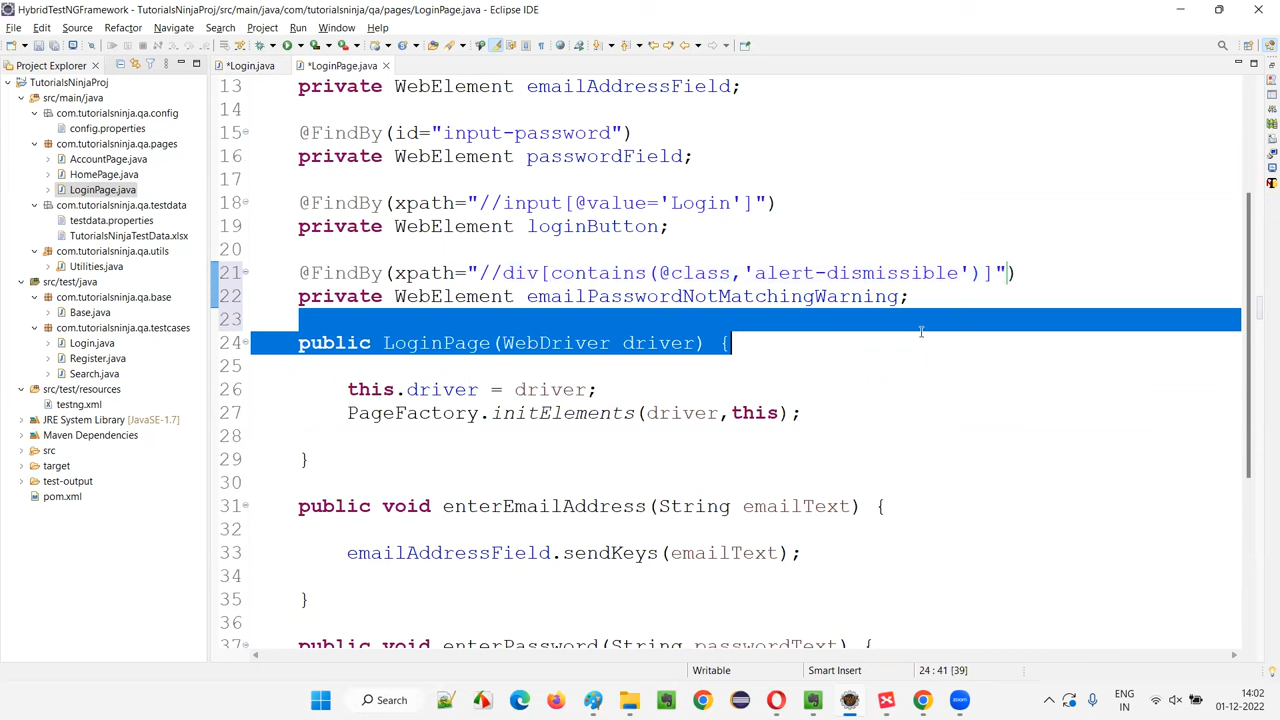 HybridTestNGFramework - TutorialsNinjaProj/src/main/java/com/tutorialsninja/qa/pages/LoginPage.java - Eclipse IDE
File Edit Source Refactor Navigate Search Project Run Window Help
Project Explorer
*Login.java
*LoginPage.java
TutorialsNinjaProj
src/main/java
com.tutorialsninja.qa.config
config.properties
com.tutorialsninja.qa.pages
AccountPage.java
HomePage.java
LoginPage.java
com.tutorialsninja.qa.testdata
testdata.properties
TutorialsNinjaTestData.xlsx
com.tutorialsninja.qa.utils
Utilities.java
src/test/java
com.tutorialsninja.qa.base
Base.java
com.tutorialsninja.qa.testcases
Login.java
Register.java
Search.java
src/test/resources
testng.xml
JRE System Library [JavaSE-1.7]
Maven Dependencies
src
target
test-output
pom.xml
13 private WebElement emailAddressField;
14
15 @FindBy(id="input-password")
16 private WebElement passwordField;
17
18 @FindBy(xpath="//input[@value='Login']")
19 private WebElement loginButton;
20
21 @FindBy(xpath="//div[contains(@class,'alert-dismissible')]")
22 private WebElement emailPasswordNotMatchingWarning;
23
24 public LoginPage(WebDriver driver) {
25
26 this.driver = driver;
27 PageFactory.initElements(driver,this);
28
29 }
30
31 public void enterEmailAddress(String emailText) {
32
33 emailAddressField.sendKeys(emailText);
34
35 }
36
37 public void enterPassword(String passwordText) {
Writable Smart Insert 24 : 41 [39]
Search
ENG
IN
14:02
01-12-2022